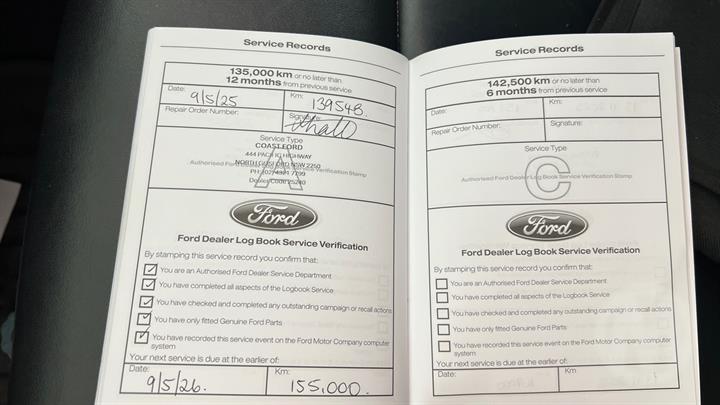 Service Records
135,000 km or no later than
12 months from previous service
Date: 9/5/25
Km: 139548.
Repair Order Number:
Signature:
Service Type
A
COAST FORD
444 PACIFIC HIGHWAY
NORTH GOSFORD NSW 2250
Authorised Ford Dealer Log Book Service Verification Stamp
PH: (02) 4321 7799
Dealer Code 25240
Ford
Ford Dealer Log Book Service Verification
By stamping this service record you confirm that:
You are an Authorised Ford Dealer Service Department
You have completed all aspects of the Logbook Service
You have checked and completed any outstanding campaign or recall actions
You have only fitted Genuine Ford Parts
You have recorded this service event on the Ford Motor Company computer
system
Your next service is due at the earlier of:
Date: 9/5/26.
Km: 155,000.
Service Records
142,500 km or no later than
6 months from previous service
Date:
Km:
Repair Order Number:
Signature:
Service Type
C
Authorised Ford Dealer Log Book Service Verification Stamp
Ford
Ford Dealer Log Book Service Verification
By stamping this service record you confirm that:
You are an Authorised Ford Dealer Service Department
You have completed all aspects of the Logbook Service
You have checked and completed any outstanding campaign or recall actions
You have only fitted Genuine Ford Parts
You have recorded this service event on the Ford Motor Company computer
system
Your next service is due at the earlier of:
Date:
Km